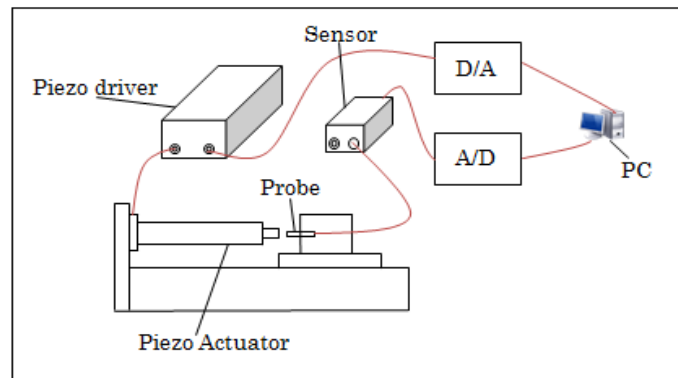 Sensor
Piezo driver
D/A
A/D
PC
Probe
Piezo Actuator